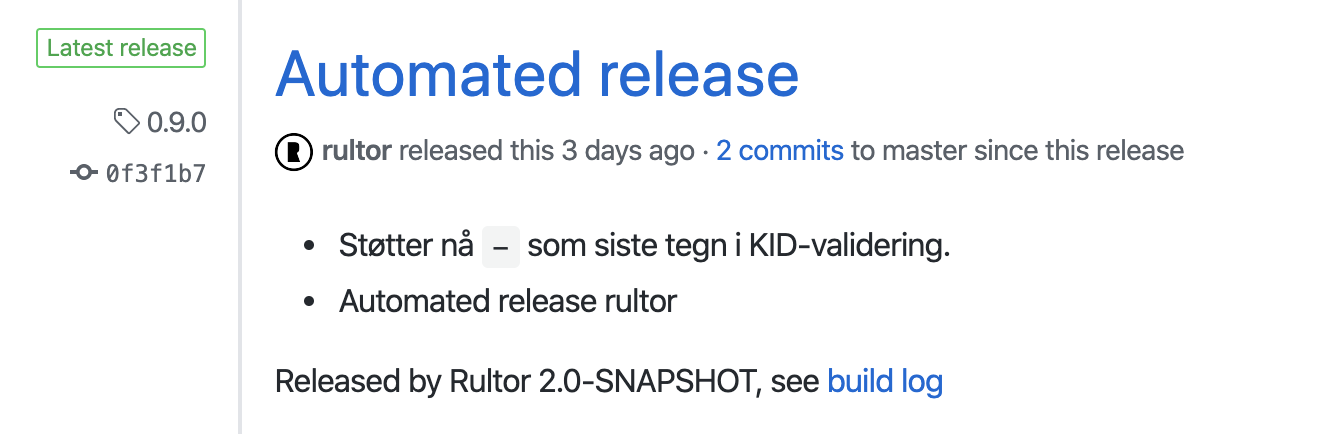 Latest release
0.9.0
0f3f1b7
Automated release
rultor released this 3 days ago · 2 commits to master since this release
Støtter nå - som siste tegn i KID-validering.
Automated release rultor
Released by Rultor 2.0-SNAPSHOT, see build log